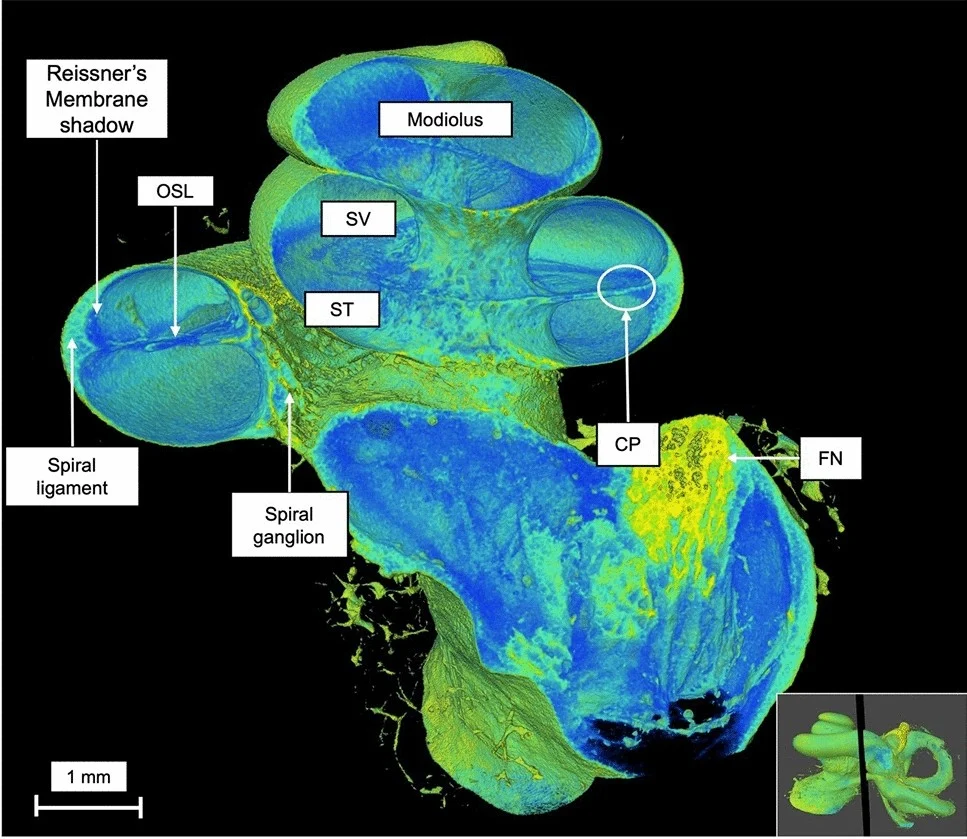 Reissner's
Membrane
shadow
Modiolus
OSL
SV
ST
CP
FN
Spiral
ligament
Spiral
ganglion
1 mm